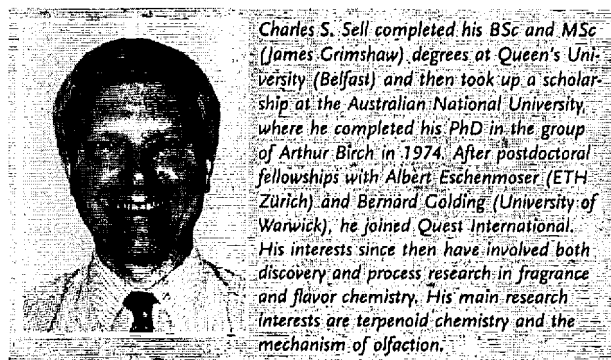 Charles S. Sell completed his BSc and MSc
(James Grimshaw) degrees at Queen's Uni-
versity (Belfast) and then took up a scholar-
ship at the Australian National University,
where he completed his PhD in the group
of Arthur Birch in 1974. After postdoctoral
fellowships with Albert Eschenmoser (ETH
Zürich) and Bernard Golding (University of
Warwick), he joined Quest International.
His interests since then have involved both
discovery and process research in fragrance
and flavor chemistry. His main research
interests are terpenoid chemistry and the
mechanism of olfaction.